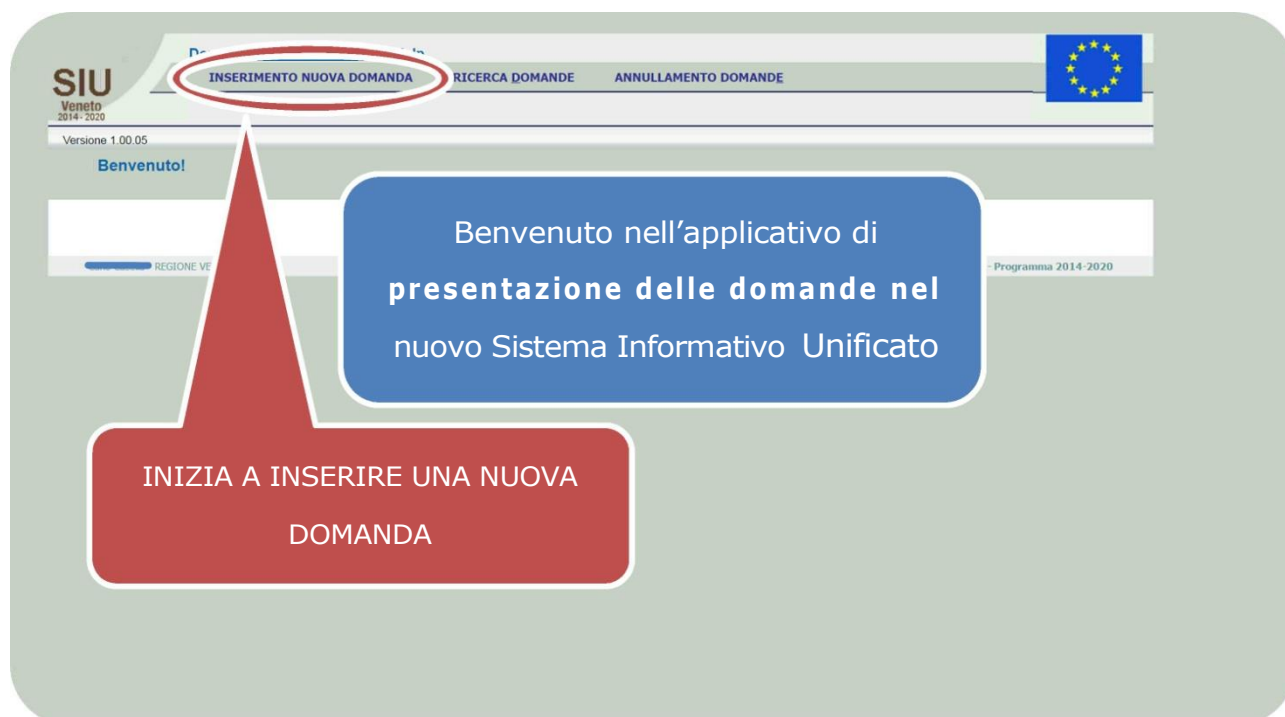 SIU
Veneto
2014-2020
INSERIMENTO NUOVA DOMANDA RICERCA DOMANDE ANNULLAMENTO DOMANDE
Versione 1.00.05
Benvenuto!
Benvenuto nell’applicativo di
presentazione delle domande nel
nuovo Sistema Informativo Unificato
REGIONE
- Programma 2014-2020
INIZIA A INSERIRE UNA NUOVA
DOMANDA